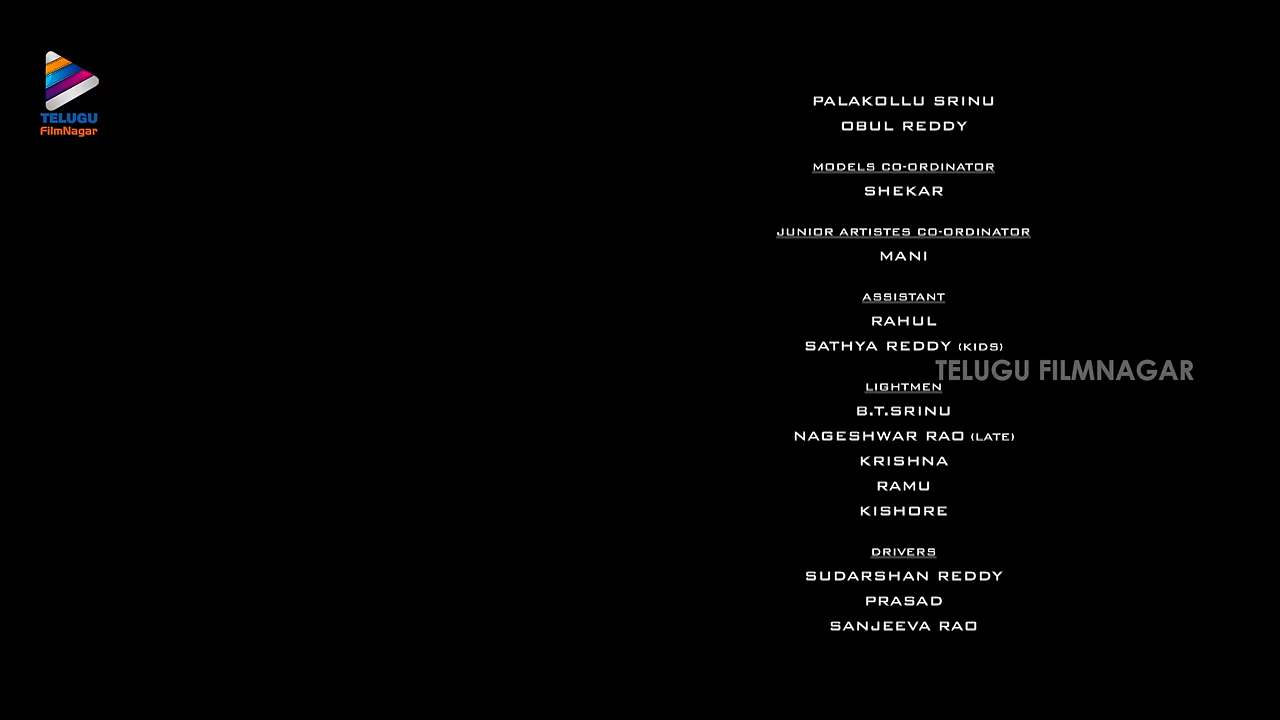 TELUGU
FilmNagar
PALAKOLLU SRINU
OBUL REDDY
MODELS CO-ORDINATOR
SHEKAR
JUNIOR ARTISTES CO-ORDINATOR
MANI
ASSISTANT
RAHUL
SATHYA REDDY (KIDS)
TELUGU FILMNAGAR
LIGHTMEN
B.T.SRINU
NAGESHWAR RAO (LATE)
KRISHNA
RAMU
KISHORE
DRIVERS
SUDARSHAN REDDY
PRASAD
SANJEEVA RAO